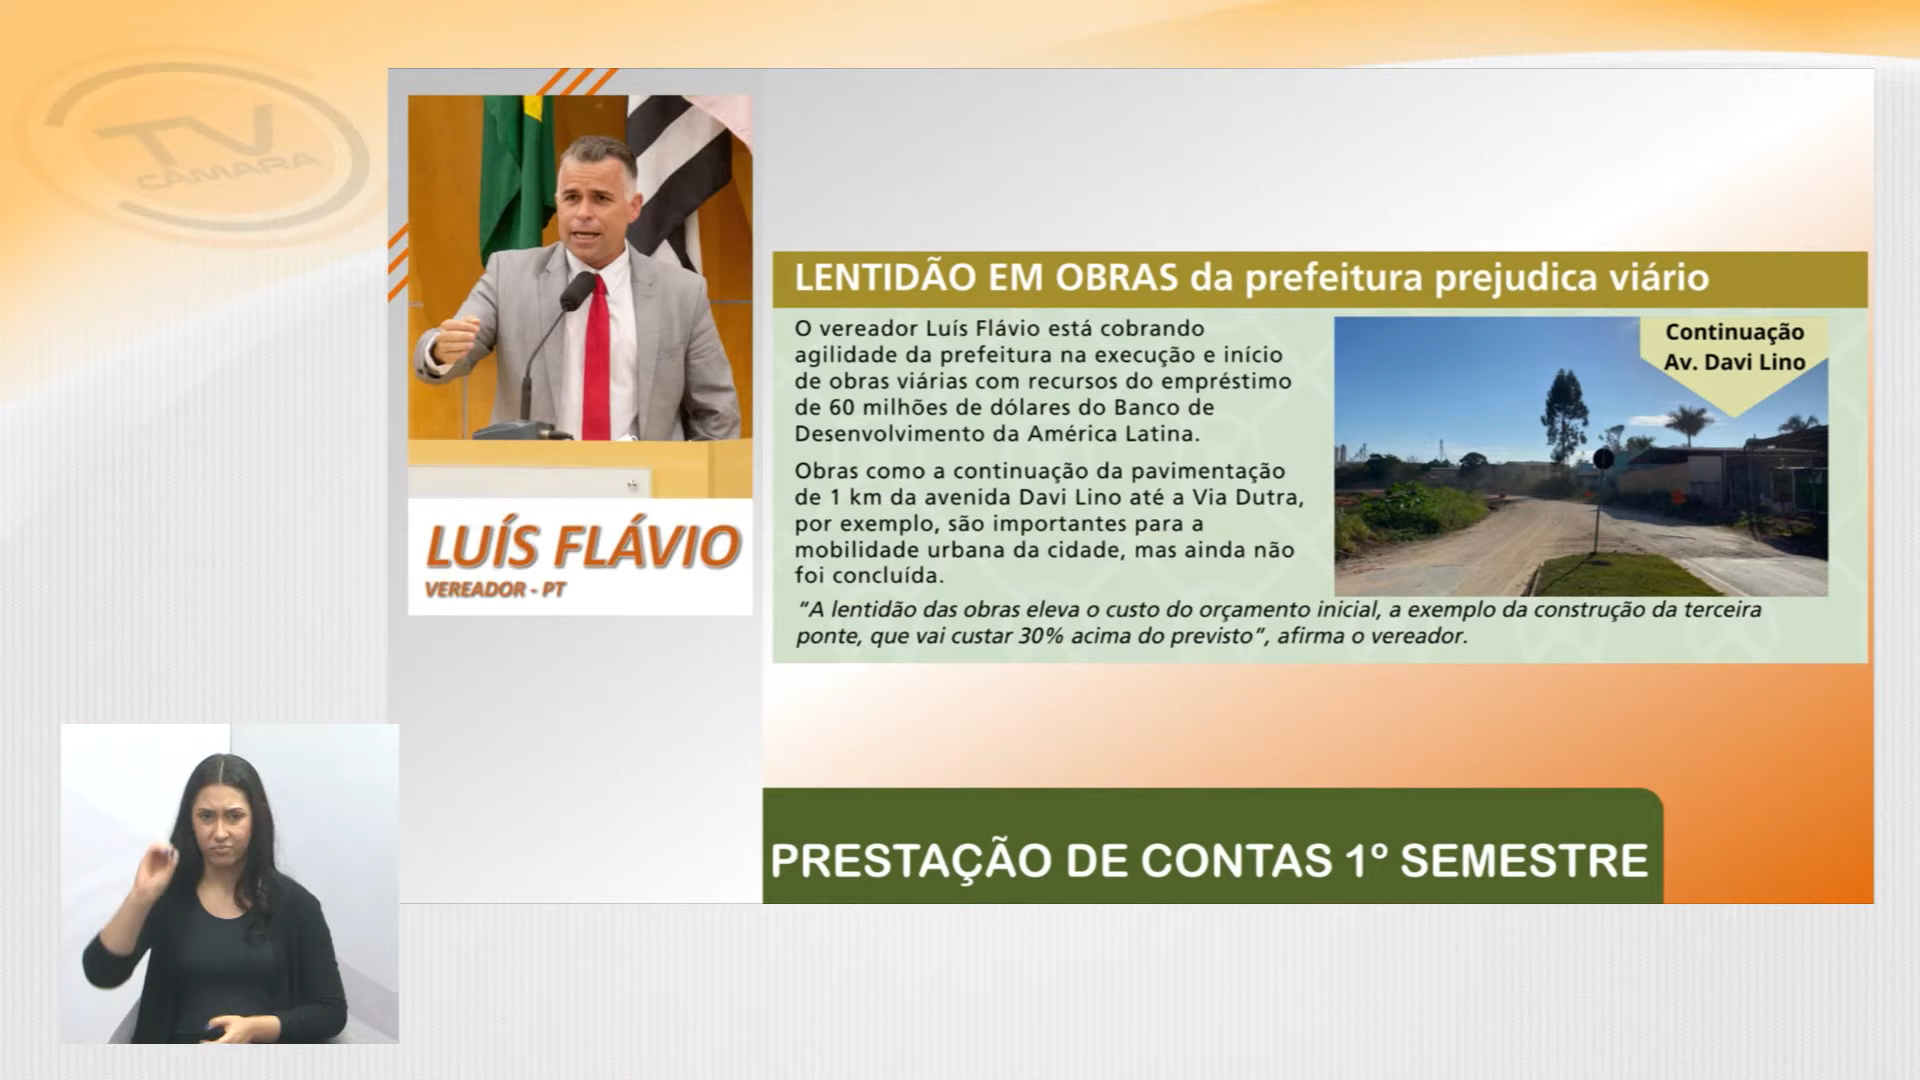 TV
CÂMARA
LUÍS FLÁVIO
VEREADOR - PT
LENTIDÃO EM OBRAS da prefeitura prejudica viário
O vereador Luís Flávio está cobrando
agilidade da prefeitura na execução e início
de obras viárias com recursos do empréstimo
de 60 milhões de dólares do Banco de
Desenvolvimento da América Latina.
Obras como a continuação da pavimentação
de 1 km da avenida Davi Lino até a Via Dutra,
por exemplo, são importantes para a
mobilidade urbana da cidade, mas ainda não
foi concluída.
Continuação
Av. Davi Lino
“A lentidão das obras eleva o custo do orçamento inicial, a exemplo da construção da terceira
ponte, que vai custar 30% acima do previsto”, afirma o vereador.
PRESTAÇÃO DE CONTAS 1º SEMESTRE